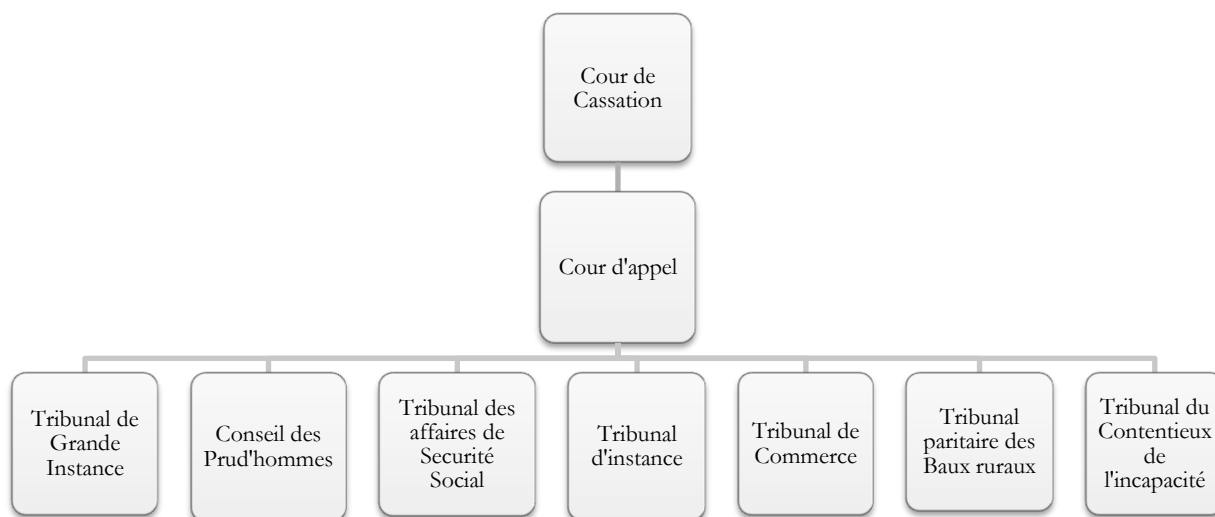 Cour de
Cassation
Cour d'appel
Tribunal de
Grande
Instance
Conseil des
Prud'hommes
Tribunal des
affaires de
Securité
Social
Tribunal
d'instance
Tribunal de
Commerce
Tribunal
paritaire des
Baux ruraux
Tribunal du
Contentieux
de
l'incapacité